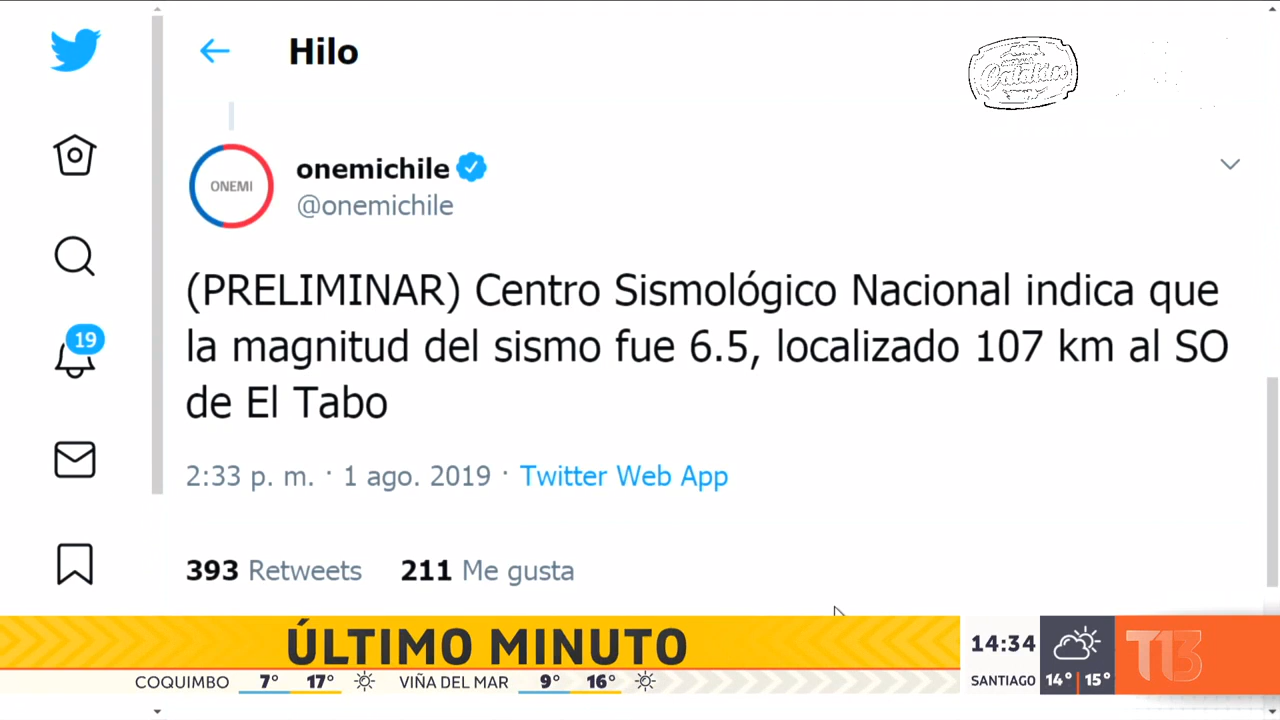 Hilo
Catalán
ONEMI
onemichile
@onemichile
(PRELIMINAR) Centro Sismológico Nacional indica que
la magnitud del sismo fue 6.5, localizado 107 km al SO
de El Tabo
2:33 p. m. · 1 ago. 2019 · Twitter Web App
19
393 Retweets 211 Me gusta
ÚLTIMO MINUTO
14:34
T13
COQUIMBO 7° 17° VIÑA DEL MAR 9° 16°
SANTIAGO 14° 15°